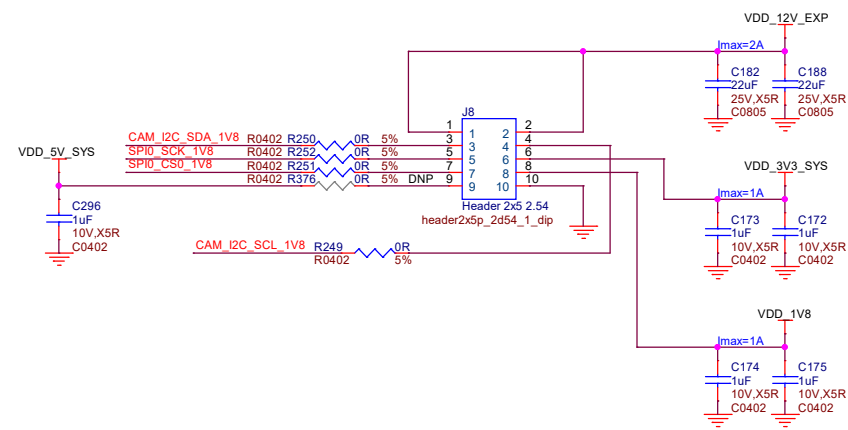 VDD_12V_EXP
Imax=2A
C182
22uF
25V,X5R
C0805
C188
22uF
25V,X5R
C0805
J8
1 1 2 2
CAM_I2C_SDA_1V8 R0402 R250 0R 5% 3 3 4 4
SPI0_SCK_1V8 R0402 R252 0R 5% 5 5 6 6
SPI0_CS0_1V8 R0402 R251 0R 5% 7 7 8 8
R0402 R376 0R 5% DNP 9 9 10 10
Header 2x5 2.54
header2x5p_2d54_1_dip
VDD_5V_SYS
C296
1uF
10V,X5R
C0402
CAM_I2C_SCL_1V8 R249 0R
R0402 5%
VDD_3V3_SYS
Imax=1A
C173
1uF
10V,X5R
C0402
C172
1uF
10V,X5R
C0402
VDD_1V8
Imax=1A
C174
1uF
10V,X5R
C0402
C175
1uF
10V,X5R
C0402